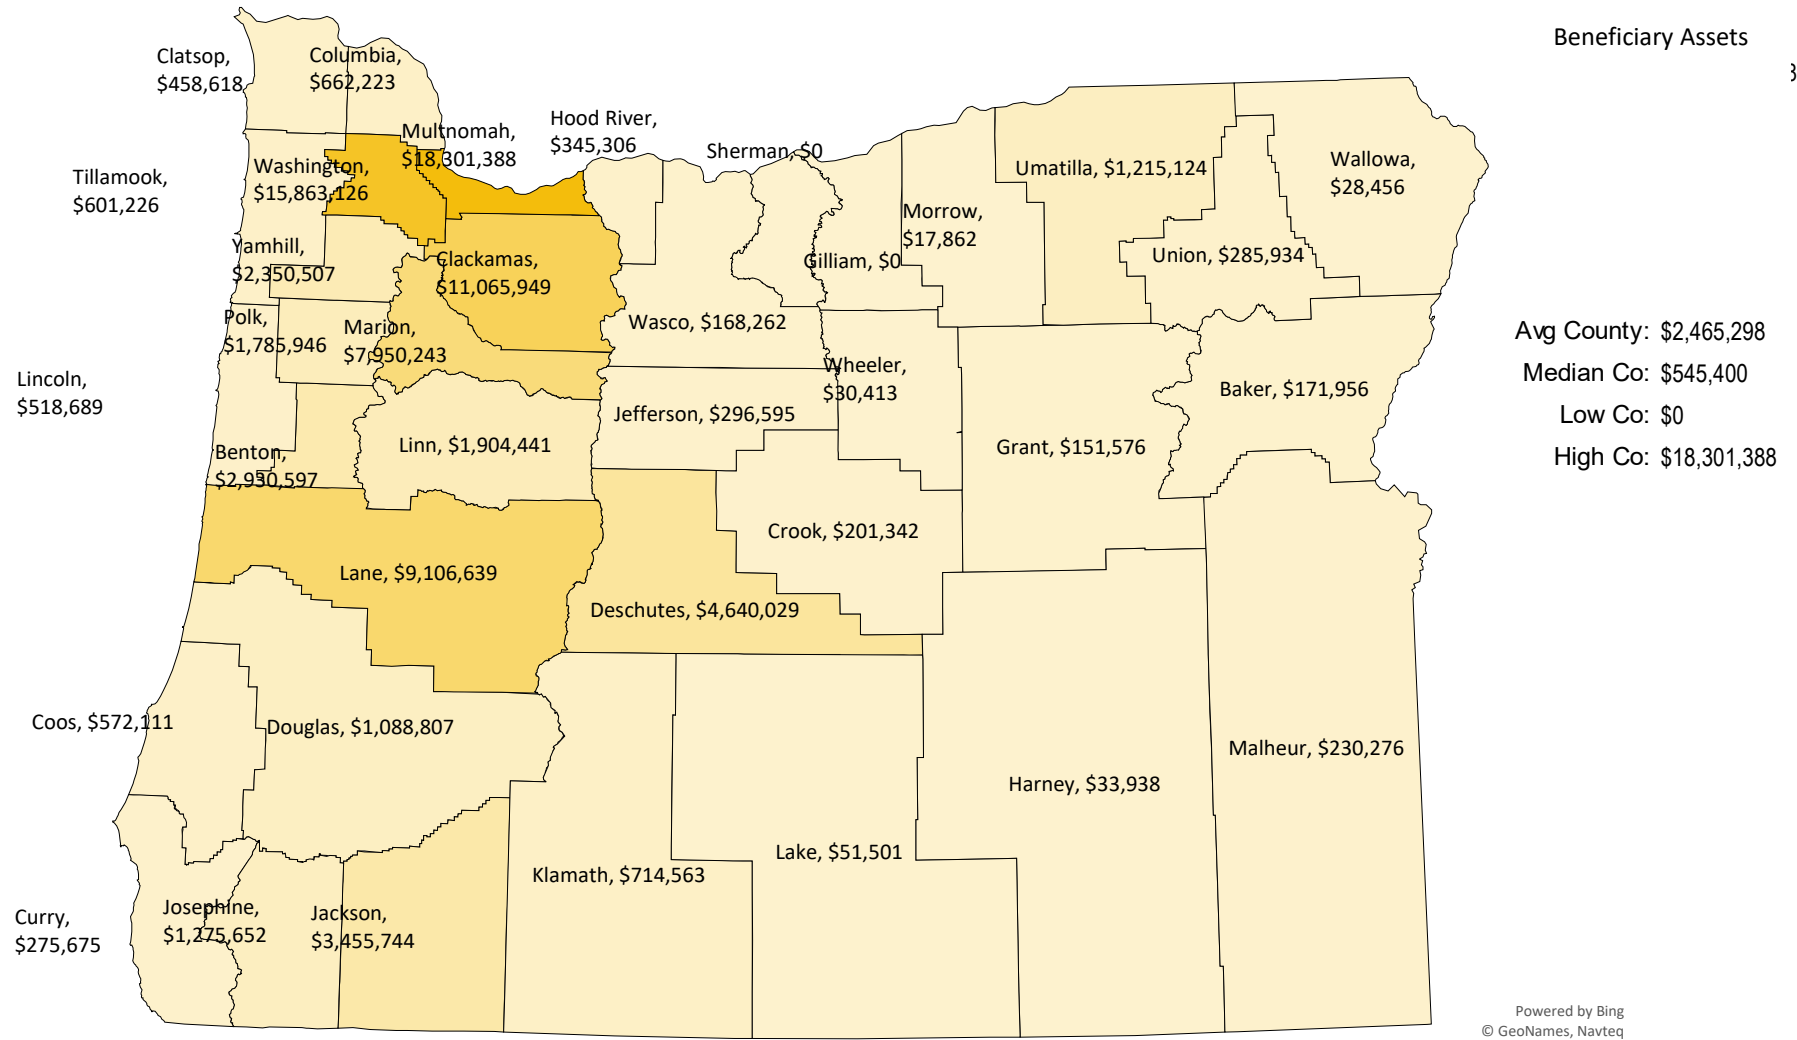 Beneficiary Assets
Clatsop,
$458,618
Columbia,
$662,223
Multnomah,
$18,301,388
Hood River,
$345,306
Sherman, $0
Umatilla, $1,215,124
Wallowa,
$28,456
Tillamook,
$601,226
Washington,
$15,863,126
Morrow,
$17,862
Yamhill,
$2,350,507
Clackamas,
$11,065,949
Gilliam, $0
Union, $285,934
Polk,
$1,785,946
Marion,
$7,950,243
Wasco, $168,262
Wheeler,
$30,413
Avg County: $2,465,298
Median Co: $545,400
Low Co: $0
High Co: $18,301,388
Lincoln,
$518,689
Jefferson, $296,595
Baker, $171,956
Benton,
$2,930,597
Linn, $1,904,441
Grant, $151,576
Crook, $201,342
Lane, $9,106,639
Deschutes, $4,640,029
Coos, $572,111
Douglas, $1,088,807
Malheur, $230,276
Harney, $33,938
Lake, $51,501
Klamath, $714,563
Curry,
$275,675
Josephine,
$1,275,652
Jackson,
$3,455,744
Powered by Bing
© GeoNames, Navteq